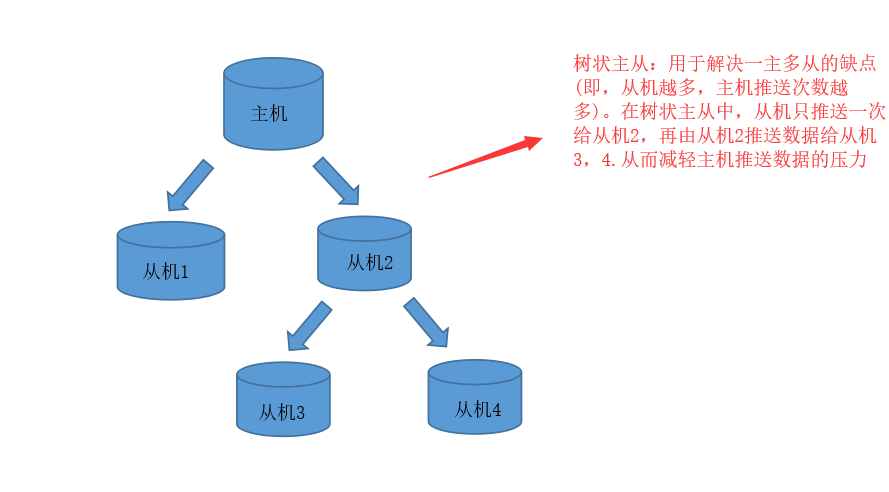 树状主从：用于解决一主多从的缺点
(即，从机越多，主机推送次数越
多)。在树状主从中，从机只推送一次
给从机2，再由从机2推送数据给从机
3，4.从而减轻主机推送数据的压力
主机
从机1
从机2
从机3
从机4